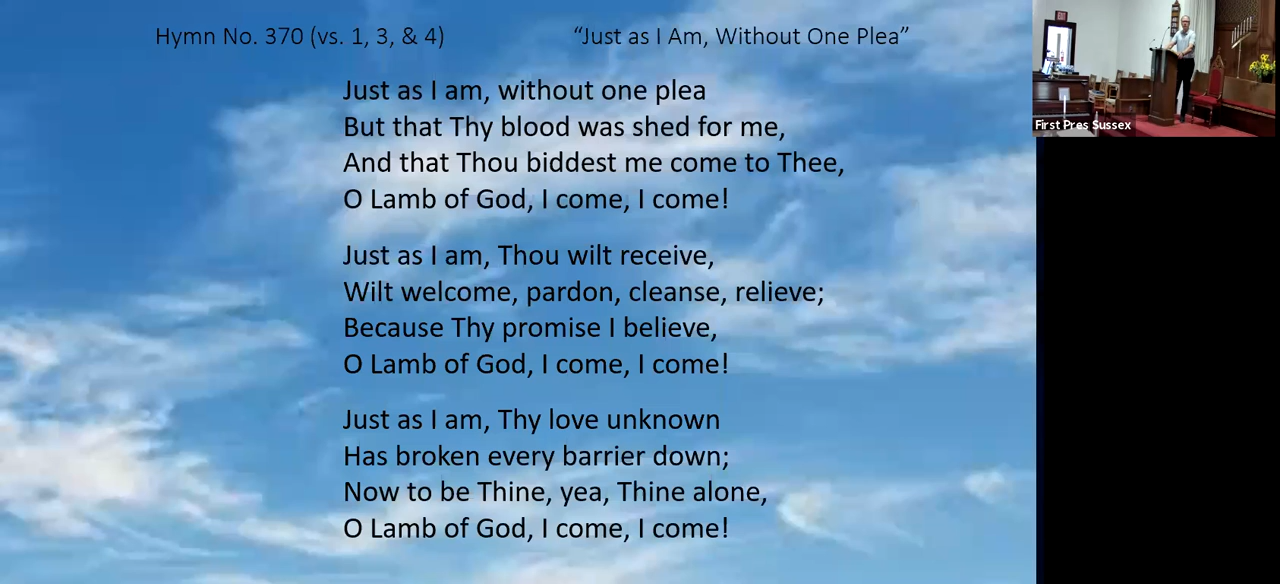 Hymn No. 370 (vs. 1, 3, & 4) “Just as I Am, Without One Plea”
Just as I am, without one plea
But that Thy blood was shed for me,
And that Thou biddest me come to Thee,
O Lamb of God, I come, I come!
Just as I am, Thou wilt receive,
Wilt welcome, pardon, cleanse, relieve;
Because Thy promise I believe,
O Lamb of God, I come, I come!
Just as I am, Thy love unknown
Has broken every barrier down;
Now to be Thine, yea, Thine alone,
O Lamb of God, I come, I come!
First Pres Sussex